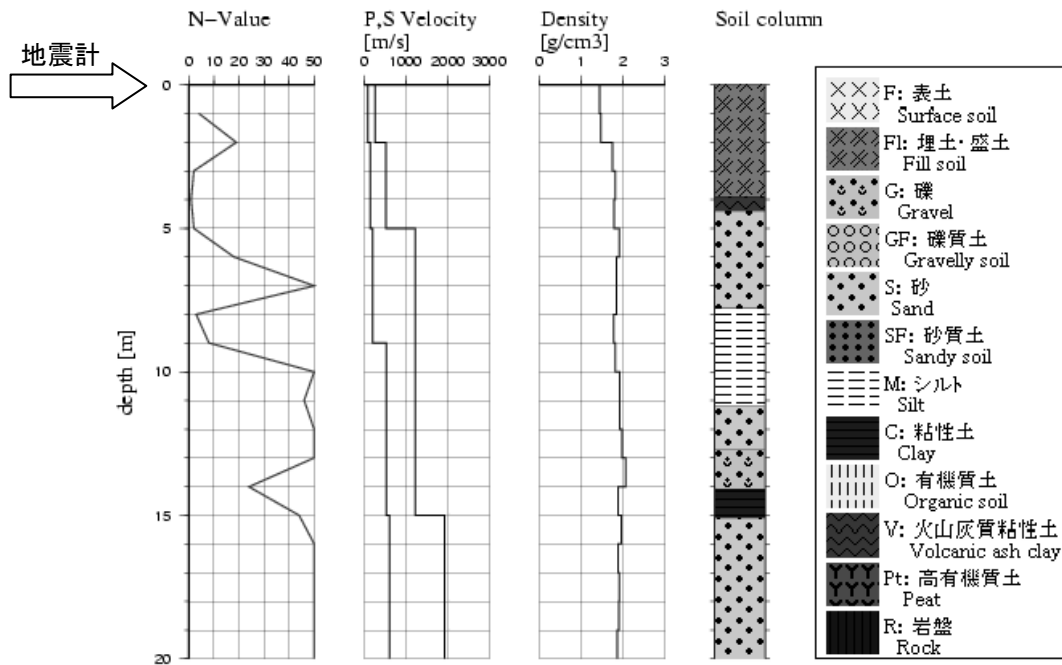 地震計
N−Value
0 10 20 30 40 50
P,S Velocity
[m/s]
0 1000 2000 3000
Density
[g/cm3]
0 1 2 3
Soil column
depth [m]
0
5
10
15
20
F: 表土
Surface soil
Fl: 埋土・盛土
Fill soil
G: 礫
Gravel
GF: 礫質土
Gravelly soil
S: 砂
Sand
SF: 砂質土
Sandy soil
M: シルト
Silt
C: 粘性土
Clay
O: 有機質土
Organic soil
V: 火山灰質粘性土
Volcanic ash clay
Pt: 高有機質土
Peat
R: 岩盤
Rock